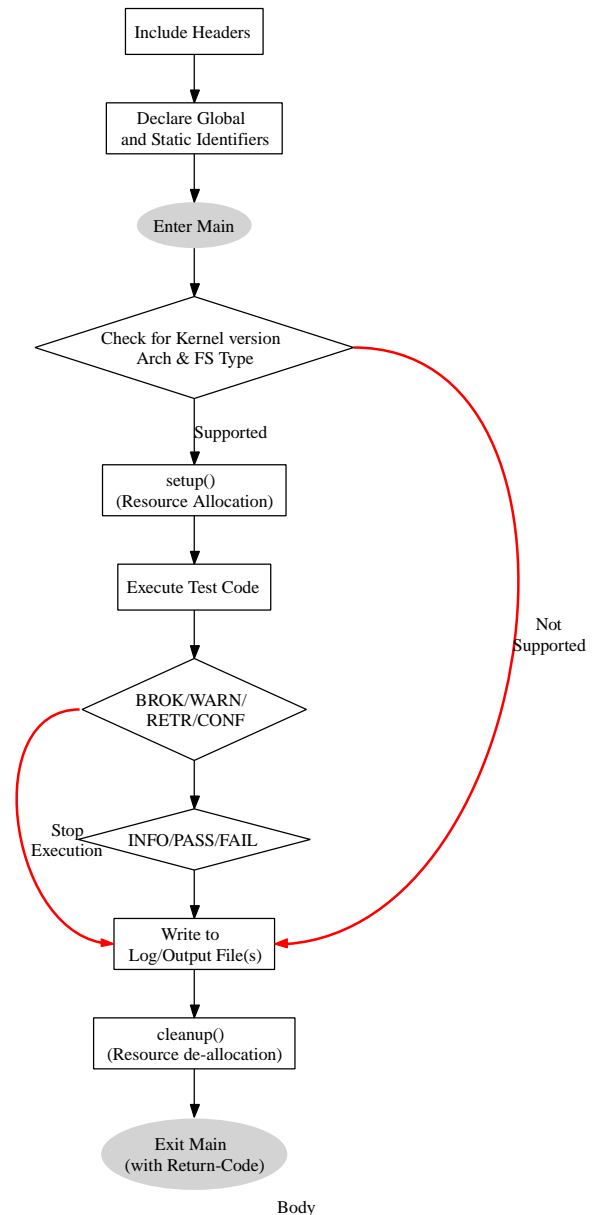 Include Headers
Declare Global
and Static Identifiers
Enter Main
Check for Kernel version
Arch & FS Type
Supported
setup()
(Resource Allocation)
Execute Test Code
Not
Supported
BROK/WARN/
RETR/CONF
Stop
Execution
INFO/PASS/FAIL
Write to
Log/Output File(s)
cleanup()
(Resource de-allocation)
Exit Main
(with Return-Code)
Body